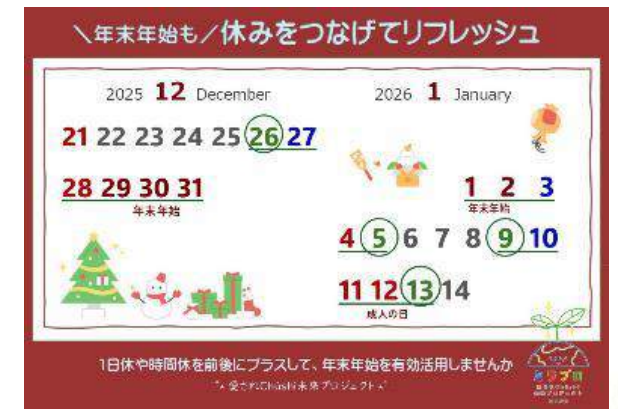 ＼年末年始も／休みをつなげてリフレッシュ
2025 12 December
21 22 23 24 25 26 27
28 29 30 31
年末年始
2026 1 January
1 2 3
年末年始
4 5 6 7 8 9 10
11 12 13 14
成人の日
1日休や時間休を前後にプラスして、年末年始を有効活用しませんか